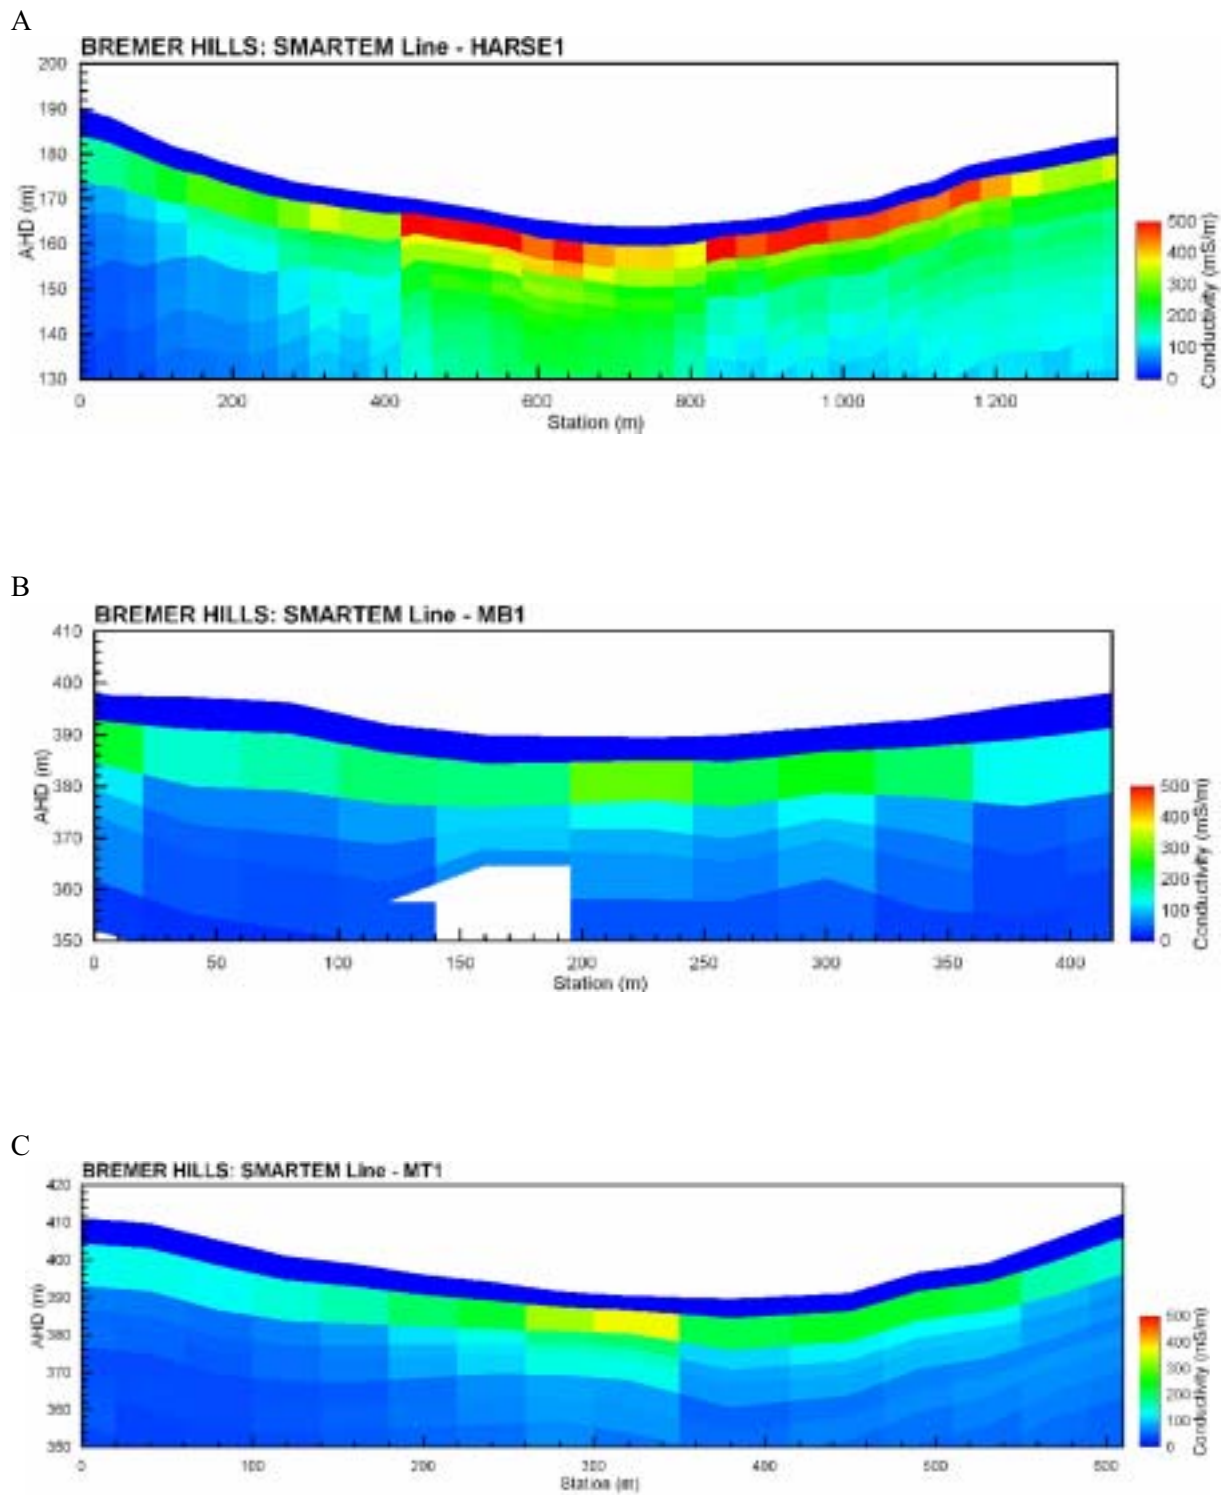 A
BREMER HILLS: SMARTEM Line - HARSE1
200
190
180
170
160
150
140
130
AHD (m)
0 200 400 600 800 1 000 1 200
Station (m)
500
400
300
200
100
0
Conductivity (mS/m)
B
BREMER HILLS: SMARTEM Line - MB1
410
400
390
380
370
360
350
AHD (m)
0 50 100 150 200 250 300 350 400
Station (m)
500
400
300
200
100
0
Conductivity (mS/m)
C
BREMER HILLS: SMARTEM Line - MT1
420
410
400
390
380
370
360
350
AHD (m)
0 100 200 300 400 500 600
Station (m)
500
400
300
200
100
0
Conductivity (mS/m)